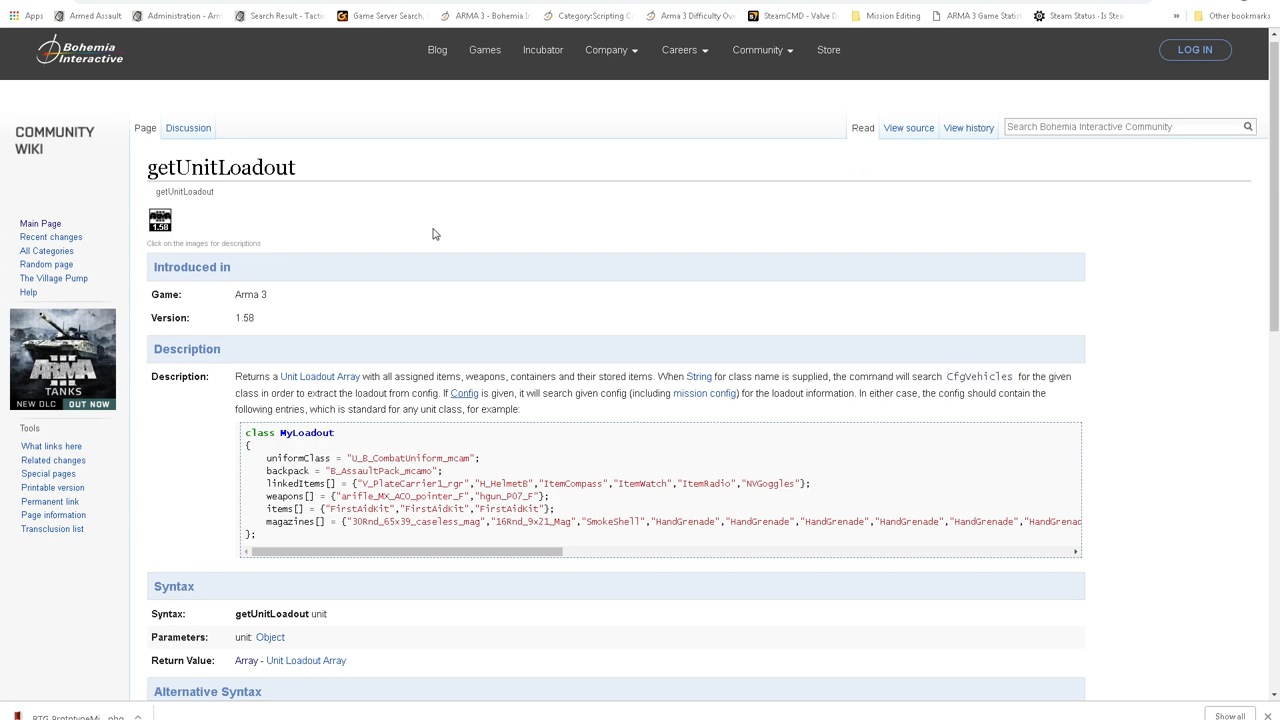 Apps
Armed Assault
Administration - Arm
Search Result - Tacti
Game Server Search,
ARMA 3 - Bohemia In
Category:Scripting C
Arma 3 Difficulty Ove
SteamCMD - Valve D
Mission Editing
ARMA 3:Game Statist
Steam Status · Is Stea
»
Other bookmarks
Bohemia
Interactive
Blog
Games
Incubator
Company
Careers
Community
Store
LOG IN
COMMUNITY
WIKI
Page
Discussion
Read
View source
View history
Search Bohemia Interactive Community
getUnitLoadout
getUnitLoadout
1.58
Click on the images for descriptions
Main Page
Recent changes
All Categories
Random page
The Village Pump
Help
ARMA
III
TANKS
NEW DLC OUT NOW
Tools
What links here
Related changes
Special pages
Printable version
Permanent link
Page information
Transclusion list
Introduced in
Game: Arma 3
Version: 1.58
Description
Description: Returns a Unit Loadout Array with all assigned items, weapons, containers and their stored items. When String for class name is supplied, the command will search CfgVehicles for the given
class in order to extract the loadout from config. If Config is given, it will search given config (including mission config) for the loadout information. In either case, the config should contain the
following entries, which is standard for any unit class, for example:
class MyLoadout
{
uniformClass = "U_B_CombatUniform_mcam";
backpack = "B_AssaultPack_mcamo";
linkedItems[] = {"V_PlateCarrier1_rgr","H_HelmetB","ItemCompass","ItemWatch","ItemRadio","NVGoggles"};
weapons[] = {"arifle_MX_ACO_pointer_F","hgun_P07_F"};
items[] = {"FirstAidKit","FirstAidKit","FirstAidKit"};
magazines[] = {"30Rnd_65x39_caseless_mag","16Rnd_9x21_Mag","SmokeShell","HandGrenade","HandGrenade","HandGrenade","HandGrenade","HandGrenade","HandGrenad
};
Syntax
Syntax: getUnitLoadout unit
Parameters: unit: Object
Return Value: Array - Unit Loadout Array
Alternative Syntax
Show all